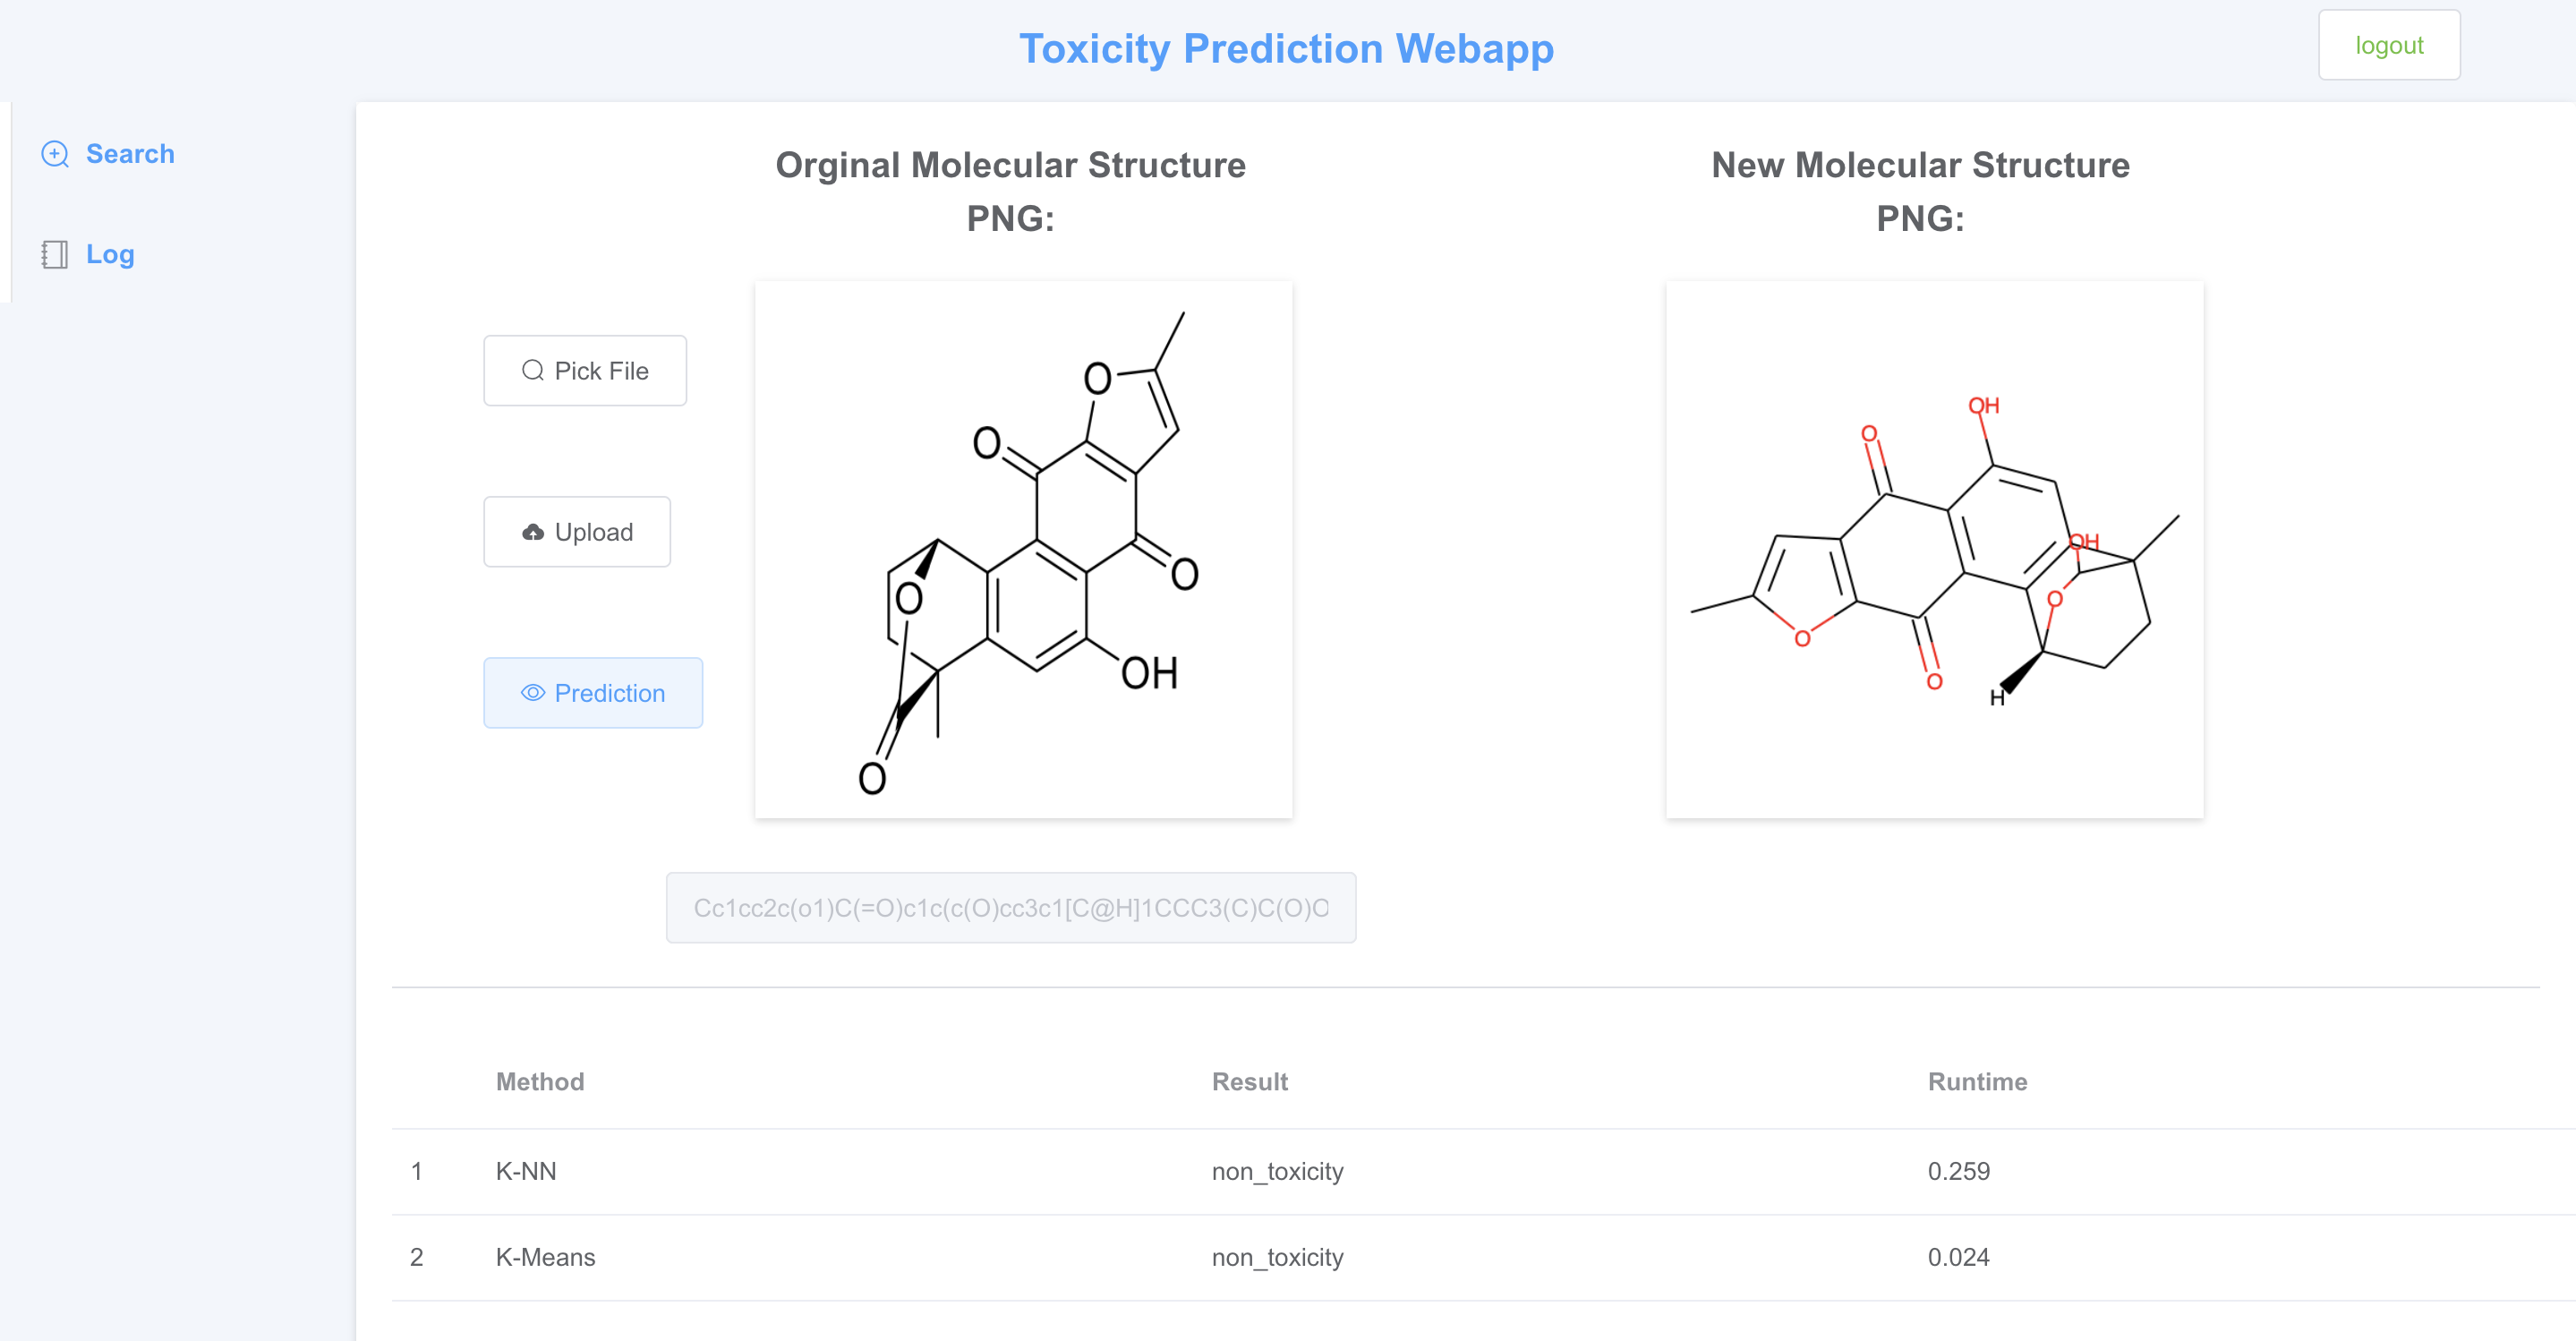 Toxicity Prediction Webapp
logout
Search
Log
Orginal Molecular Structure
PNG:
New Molecular Structure
PNG:
Pick File
Upload
Prediction
O
O
O
O
OH
O
OH
O
OH
O
O
O
H
Cc1cc2c(o1)C(=O)c1c(c(O)cc3c1[C@H]1CCC3(C)C(O)O
Method Result Runtime
1 K-NN non_toxicity 0.259
2 K-Means non_toxicity 0.024